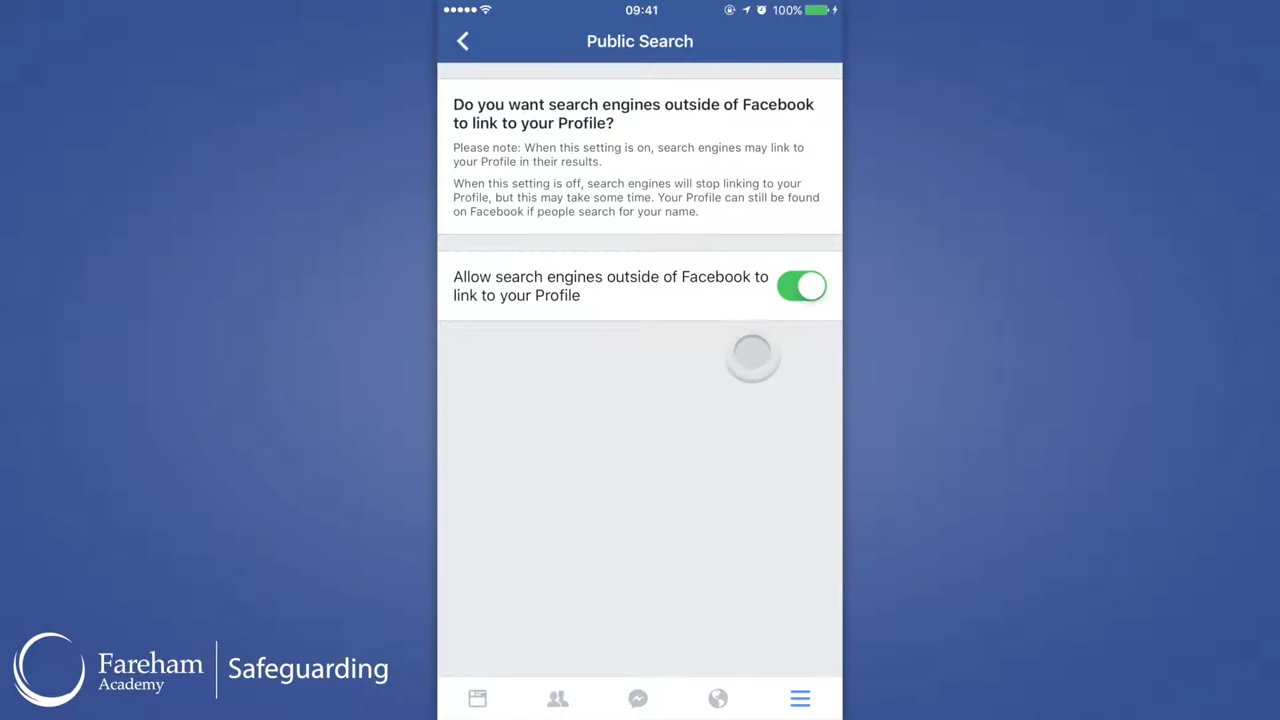 09:41
100%
Public Search
Do you want search engines outside of Facebook
to link to your Profile?
Please note: When this setting is on, search engines may link to
your Profile in their results.
When this setting is off, search engines will stop linking to your
Profile, but this may take some time. Your Profile can still be found
on Facebook if people search for your name.
Allow search engines outside of Facebook to
link to your Profile
Fareham
Academy
Safeguarding